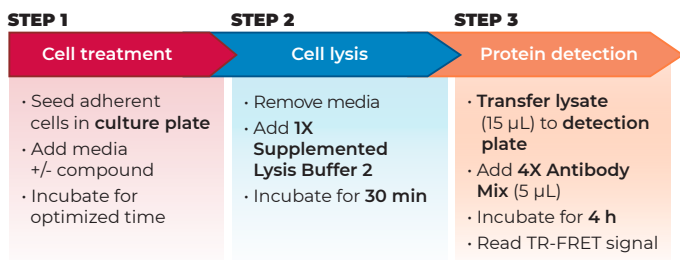 STEP 1
Cell treatment
· Seed adherent
cells in culture plate
· Add media
+/- compound
· Incubate for
optimized time
STEP 2
Cell lysis
· Remove media
· Add 1X
Supplemented
Lysis Buffer 2
· Incubate for 30 min
STEP 3
Protein detection
· Transfer lysate
(15 µL) to detection
plate
· Add 4X Antibody
Mix (5 µL)
· Incubate for 4 h
· Read TR-FRET signal